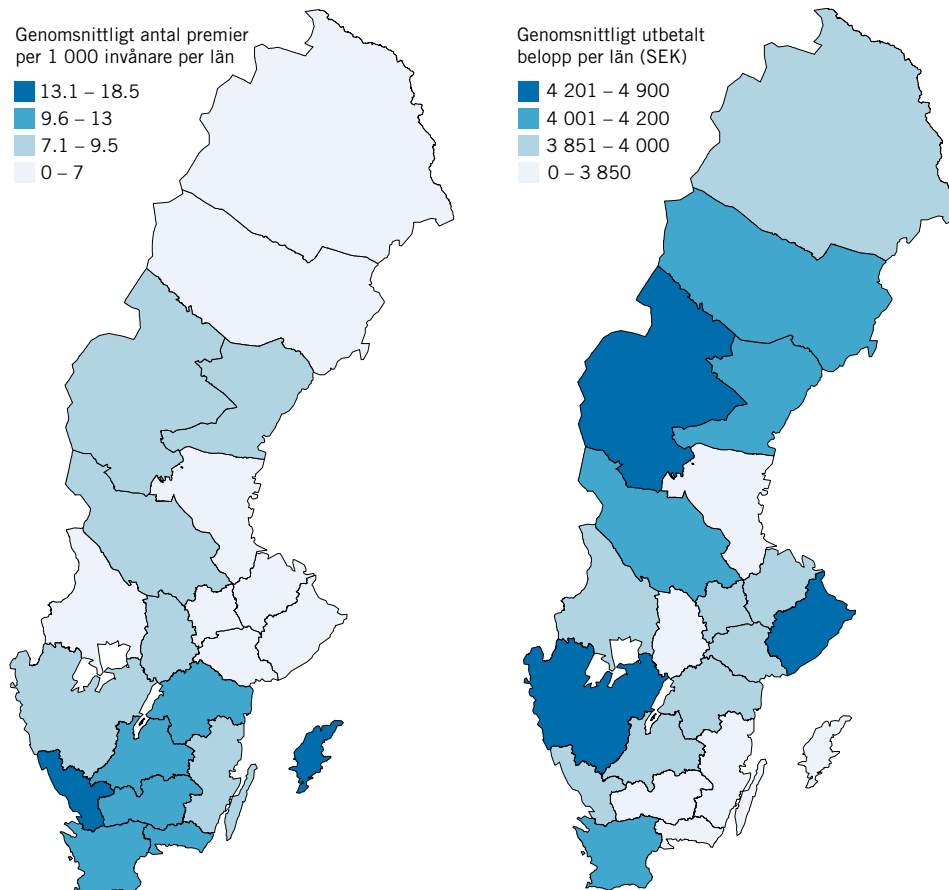 Genomsnittligt antal premier
per 1 000 invånare per län
13.1 – 18.5
9.6 – 13
7.1 – 9.5
0 – 7
Genomsnittligt utbetalt
belopp per län (SEK)
4 201 – 4 900
4 001 – 4 200
3 851 – 4 000
0 – 3 850